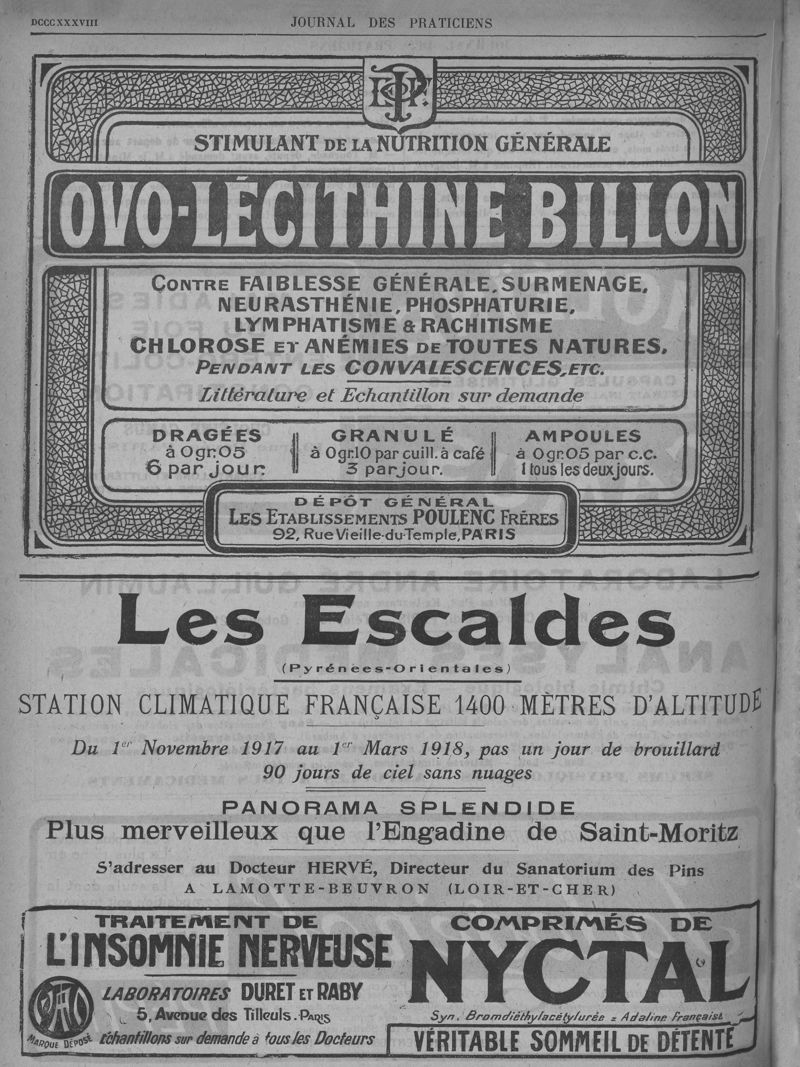 DCCCXXXVIII
JOURNAL DES PRATICIENS
STIMULANT DE LA NUTRITION GÉNÉRALE
OVO-LÉCITHINE BILLON
CONTRE FAIBLESSE GÉNÉRALE, SURMENAGE,
NEURASTHÉNIE, PHOSPHATURIE,
LYMPHATISME & RACHITISME
CHLOROSE ET ANÉMIES DE TOUTES NATURES,
PENDANT LES CONVALESCENCES, ETC.
Littérature et Echantillon sur demande
DRAGÉES
à 0gr.05
6 par jour.
GRANULÉ
à 0gr.10 par cuill. à café
3 par jour.
AMPOULES
à 0gr.05 par c.c.
1 tous les deux jours.
DÉPÔT GÉNÉRAL
LES ETABLISSEMENTS POULENC FRÈRES
92, Rue Vieille-du-Temple, PARIS
Les Escaldes
(Pyrénées-Orientales)
STATION CLIMATIQUE FRANÇAISE 1400 MÈTRES D'ALTITUDE
Du 1er Novembre 1917 au 1er Mars 1918, pas un jour de brouillard
90 jours de ciel sans nuages
PANORAMA SPLENDIDE
Plus merveilleux que l'Engadine de Saint-Moritz
S'adresser au Docteur HERVÉ, Directeur du Sanatorium des Pins
A LAMOTTE-BEUVRON (LOIR-ET-CHER)
TRAITEMENT DE
L'INSOMNIE NERVEUSE
LABORATOIRES DURET ET RABY
5, Avenue des Tilleuls. PARIS
MARQUE DÉPOSÉE
Echantillons sur demande à tous les Docteurs
COMPRIMÉS DE
NYCTAL
Syn. Bromdiéthylacétylurée = Adaline Française
VÉRITABLE SOMMEIL DE DÉTENTE